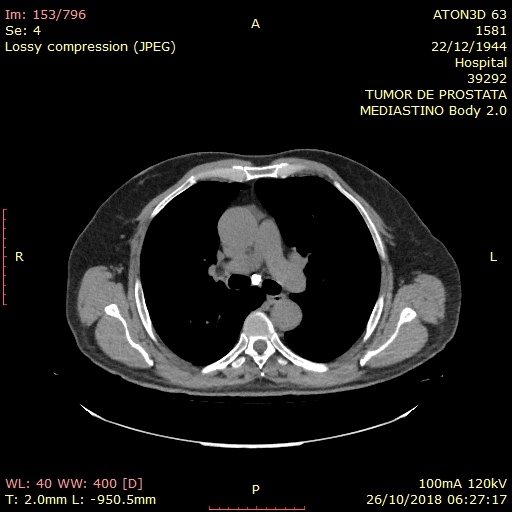 Im: 153/796
Se: 4
Lossy compression (JPEG)
A
ATON3D 63
1581
22/12/1944
Hospital
39292
TUMOR DE PROSTATA
MEDIASTINO Body 2.0
R
L
WL: 40 WW: 400 [D]
T: 2.0mm L: -950.5mm
P
100mA 120kV
26/10/2018 06:27:17